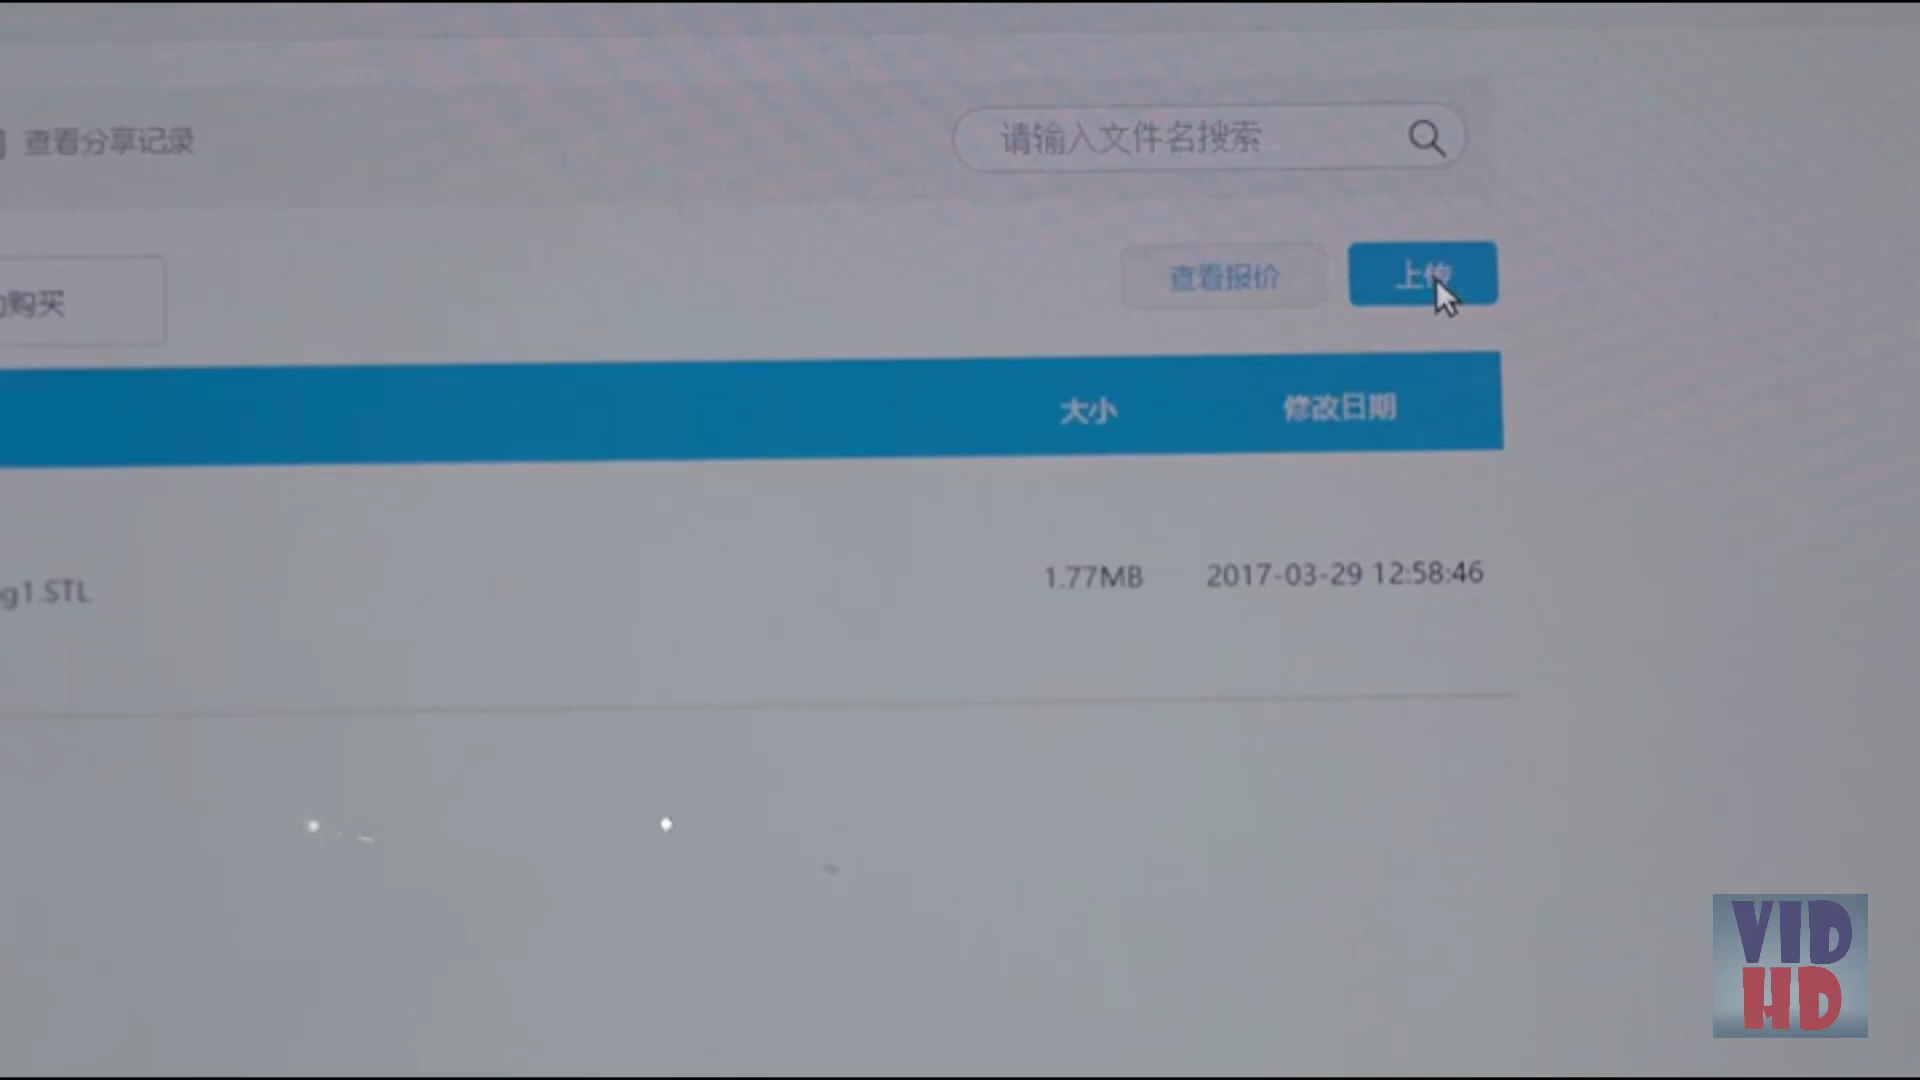 查看分享记录
请输入文件名搜索
购买
查看报价
上传
大小
修改日期
g1.STL
1.77MB
2017-03-29 12:58:46
VID
HD